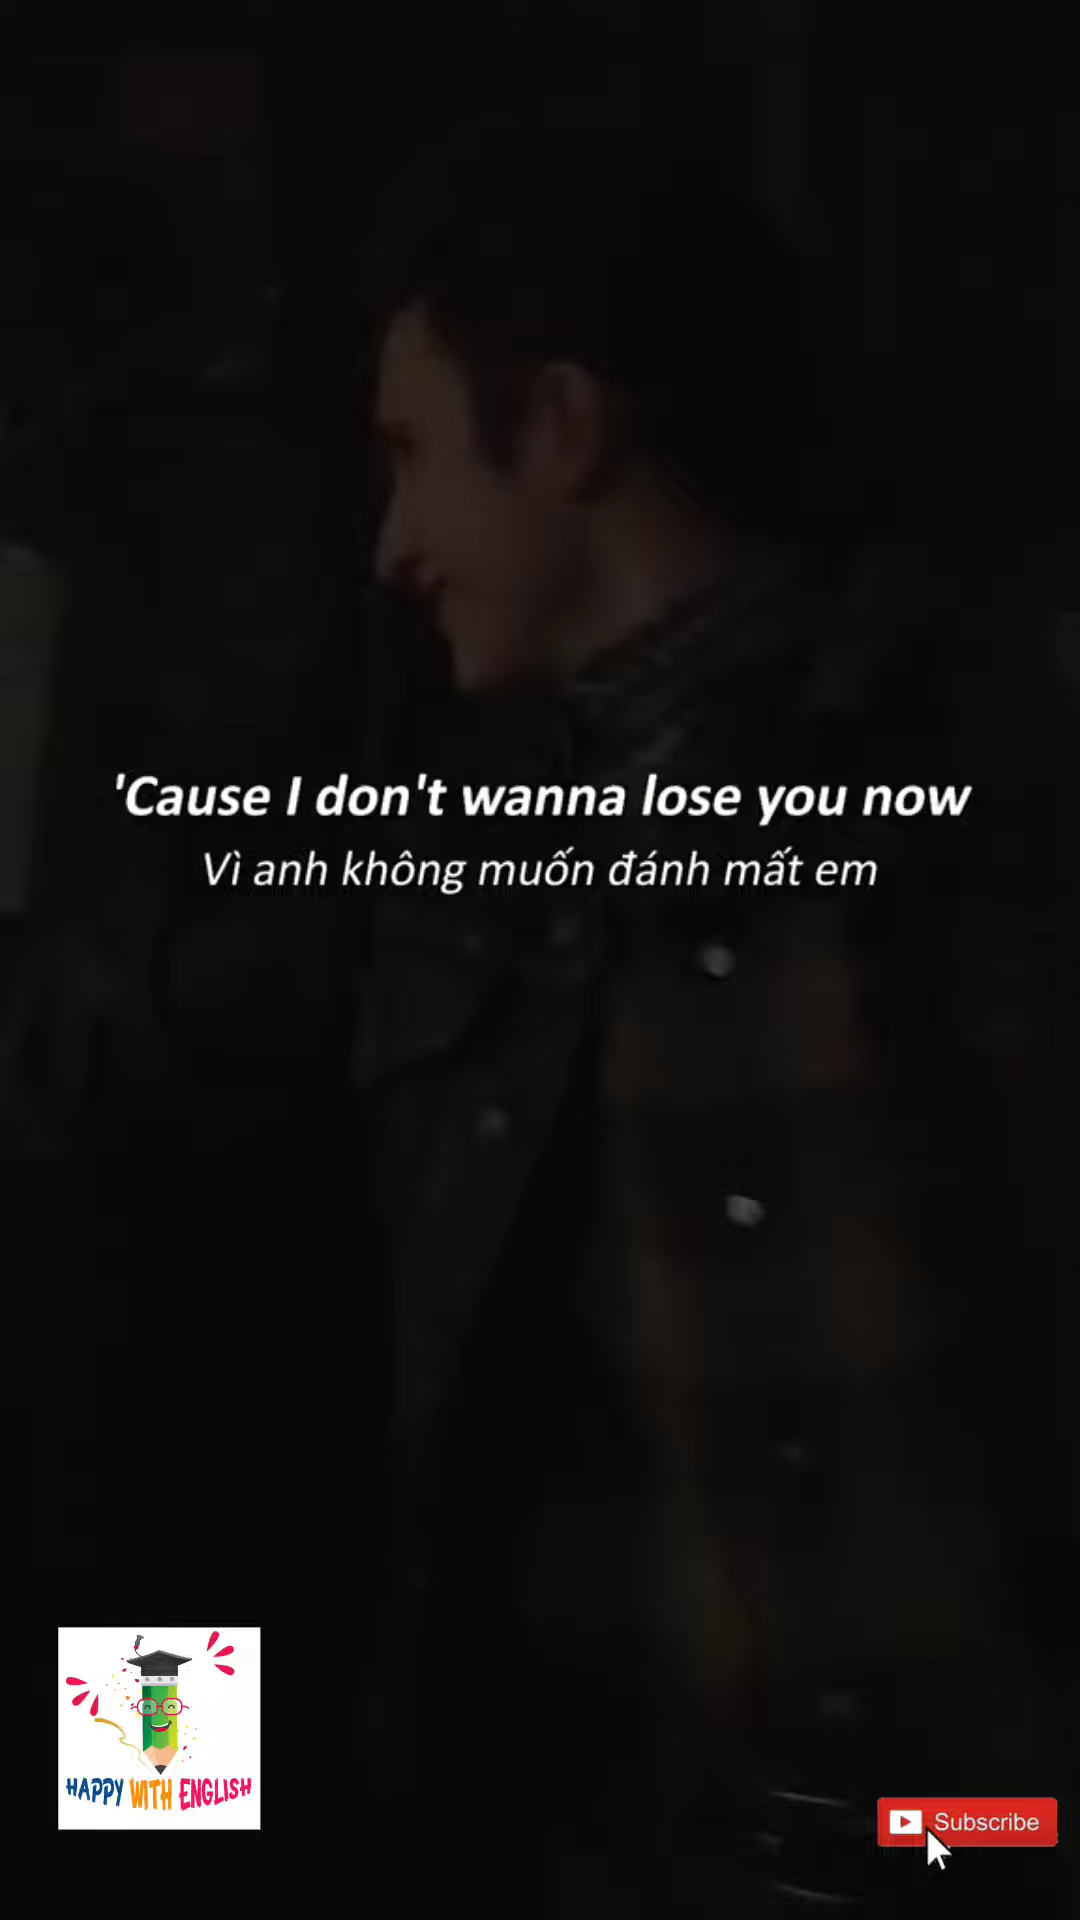 'Cause I don't wanna lose you now
Vì anh không muốn đánh mất em
HAPPY WITH ENGLISH
Subscribe